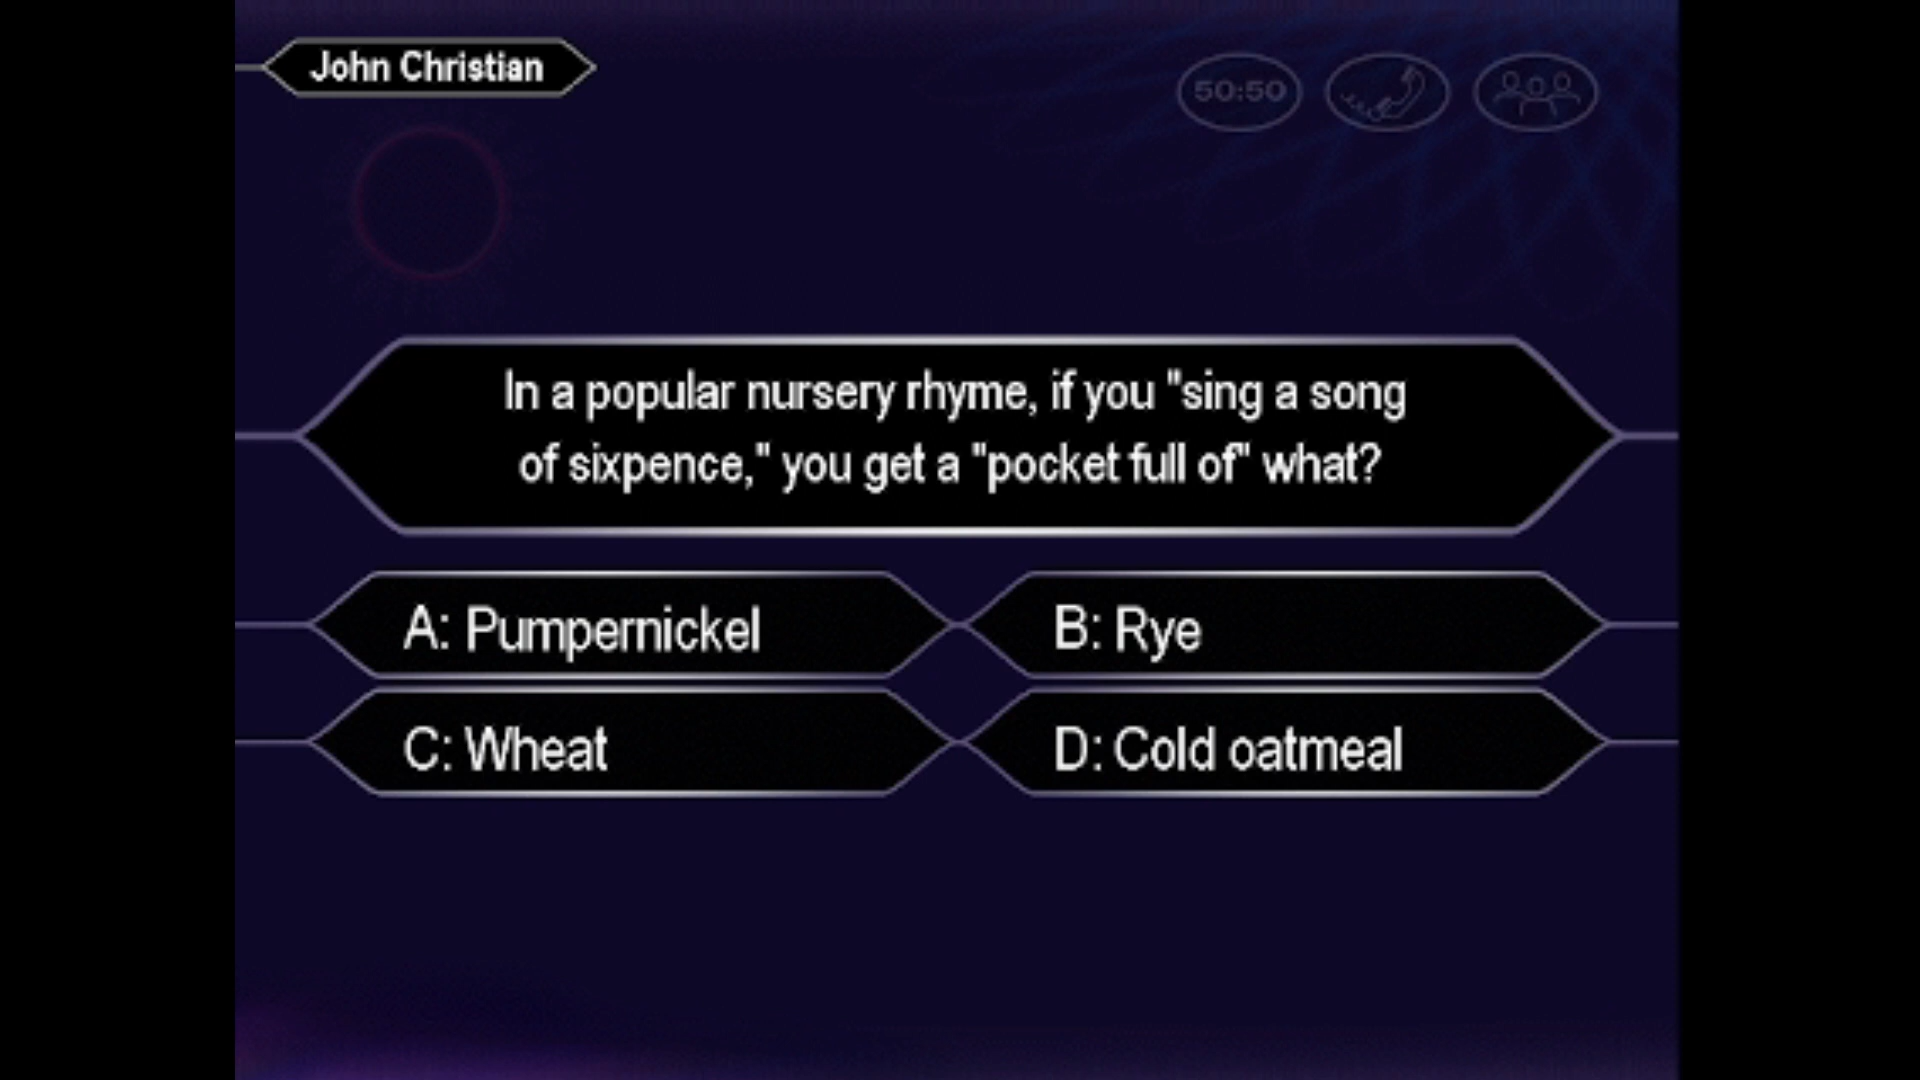 John Christian
50:50
In a popular nursery rhyme, if you "sing a song
of sixpence," you get a "pocket full of" what?
A: Pumpernickel
B: Rye
C: Wheat
D: Cold oatmeal